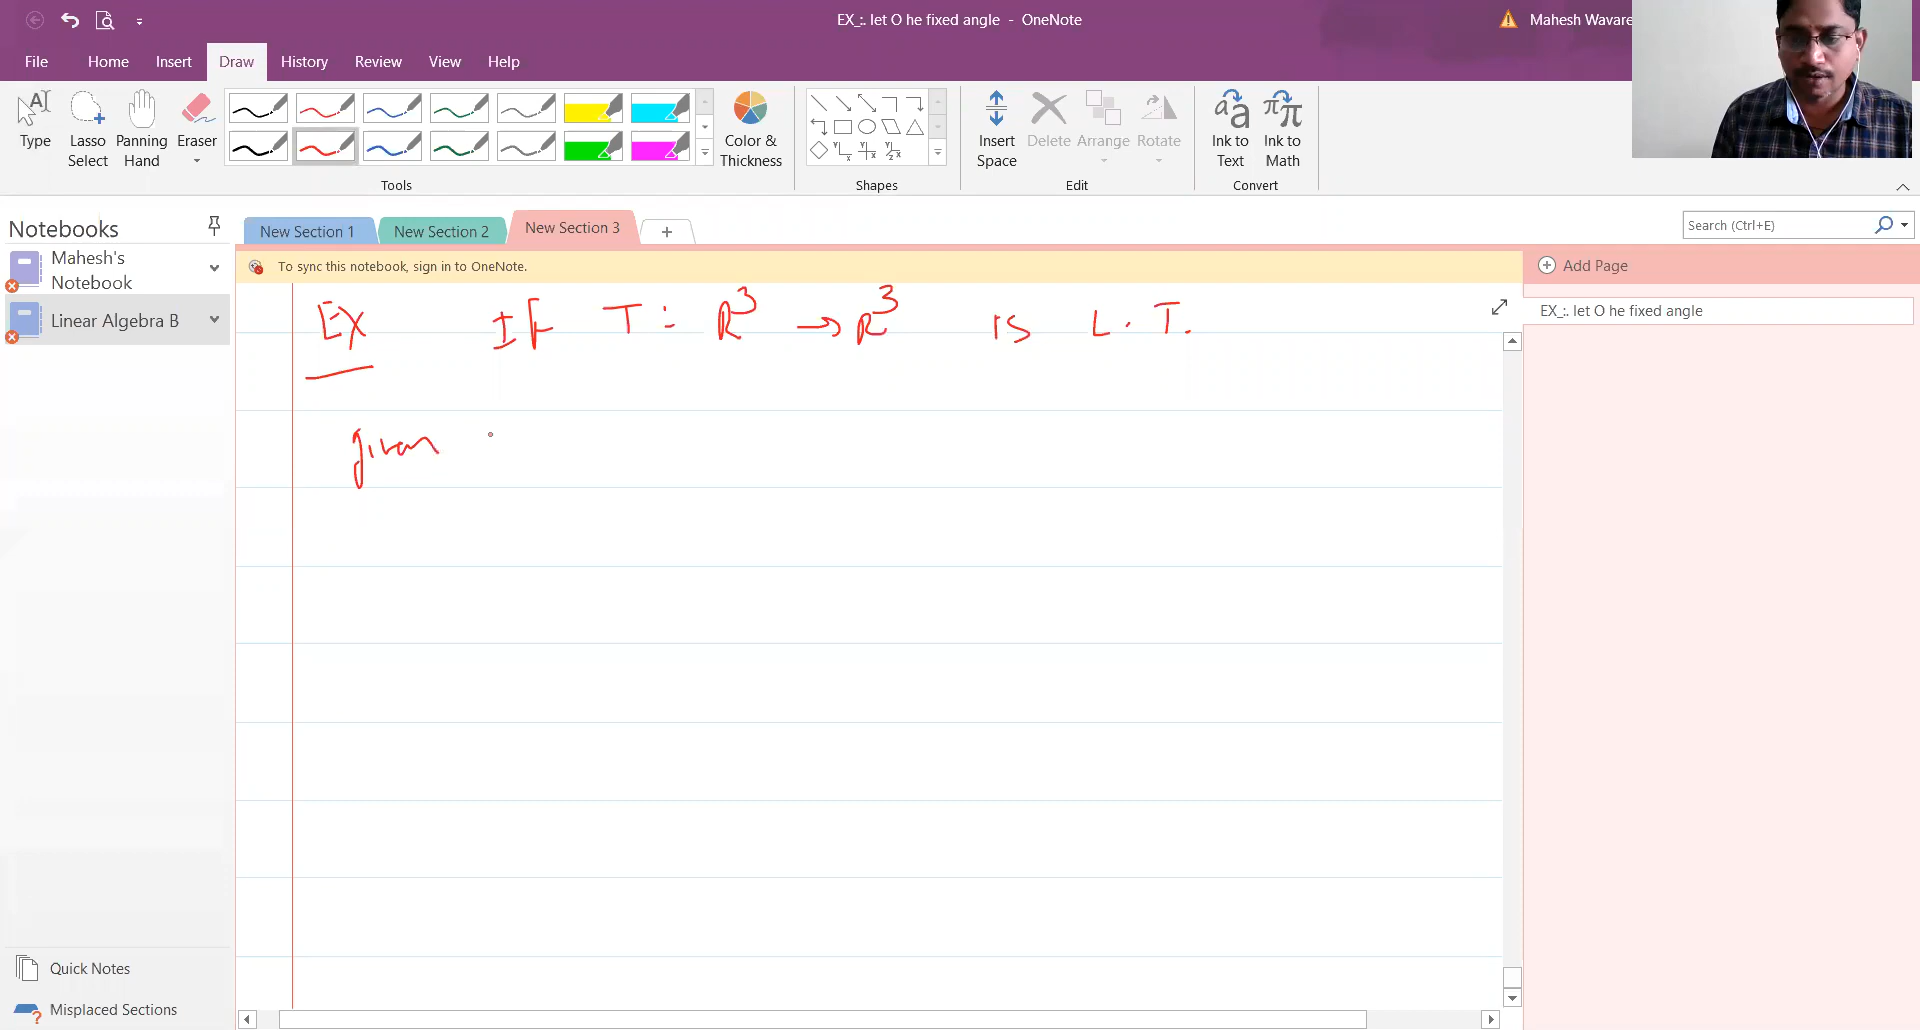 EX_:. let O he fixed angle - OneNote
Mahesh Wavare
File Home Insert Draw History Review View Help
Type
Lasso Select
Panning Hand
Eraser
Color & Thickness
Insert Space
Delete
Arrange
Rotate
Ink to Text
Ink to Math
Tools
Shapes
Edit
Convert
Notebooks
New Section 1
New Section 2
New Section 3
Search (Ctrl+E)
Mahesh's Notebook
Linear Algebra B
To sync this notebook, sign in to OneNote.
Add Page
EX_:. let O he fixed angle
EX IF T: R³ → R³ is L.T.
given
Quick Notes
Misplaced Sections